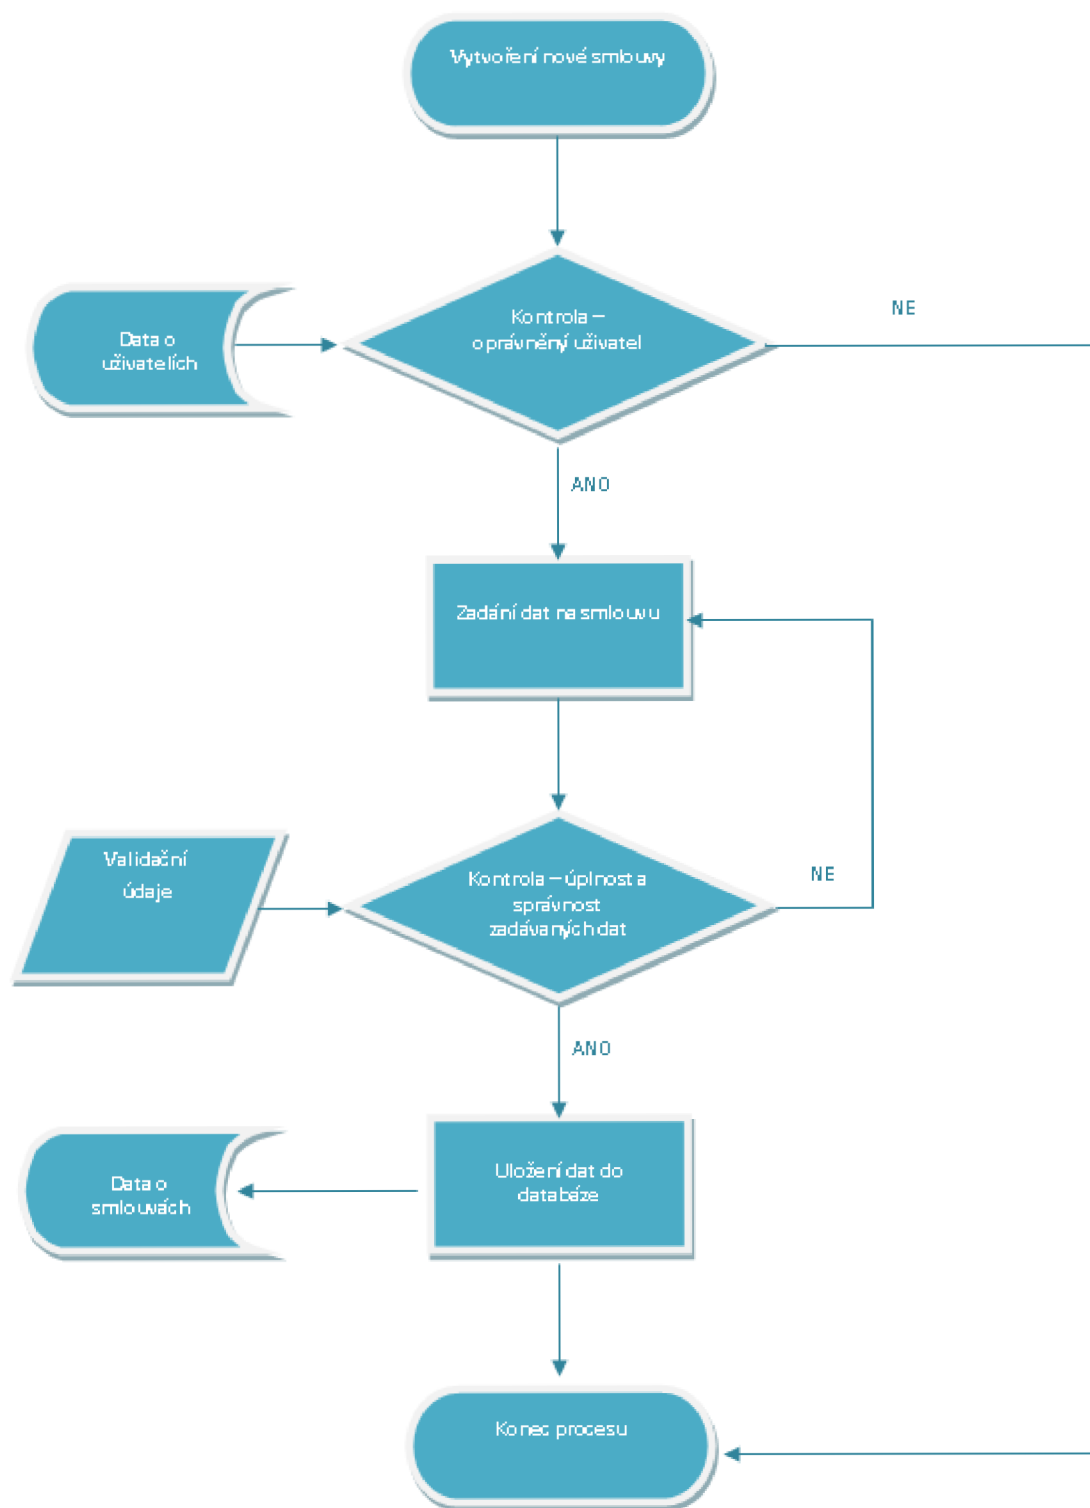 Vytvoření nové smlouvy
NE
Kontrola –
oprávněný uživatel
Data o
uživatelích
ANO
Zadání dat na smlouvu
Validační
údaje
Kontrola – úplnost a
správnost
zadávaných dat
NE
ANO
Uložení dat do
databáze
Data o
smlouvách
Konec procesu